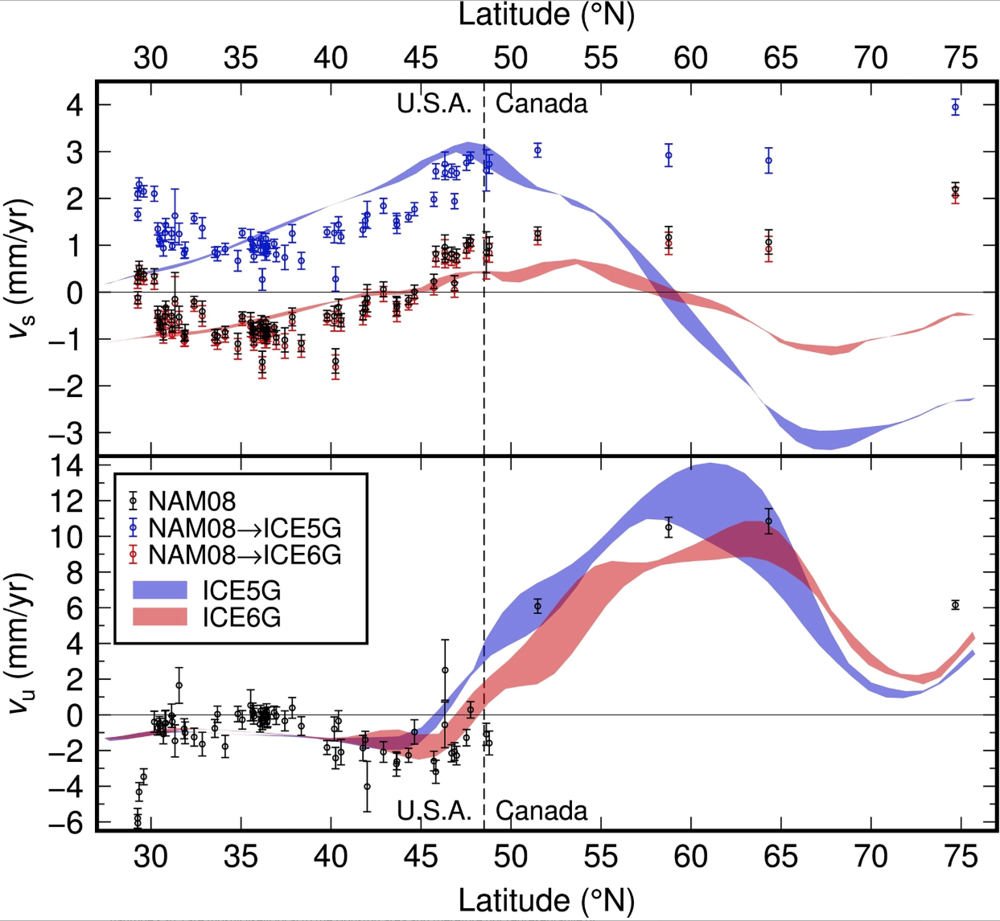 Latitude (°N)
30 35 40 45 50 55 60 65 70 75
U.S.A. Canada
4
3
2
1
0
−1
−2
−3
vs (mm/yr)
14
12
10
8
6
4
2
0
−2
−4
−6
vu (mm/yr)
NAM08
NAM08→ICE5G
NAM08→ICE6G
ICE5G
ICE6G
U.S.A. Canada
30 35 40 45 50 55 60 65 70 75
Latitude (°N)